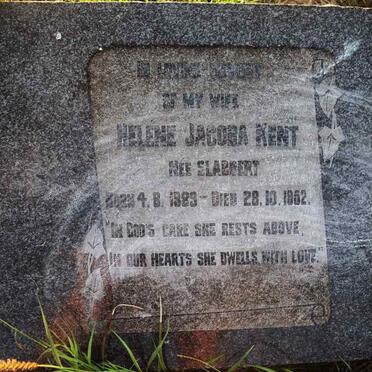 IN LOVING MEMORY
OF MY WIFE
HELENE JACOBA KENT
NEE SLABBERT
BORN 4. 8. 1893 – DIED 28. 10. 1962.
"IN GOD'S CARE SHE RESTS ABOVE,
IN OUR HEARTS SHE DWELLS WITH LOVE."